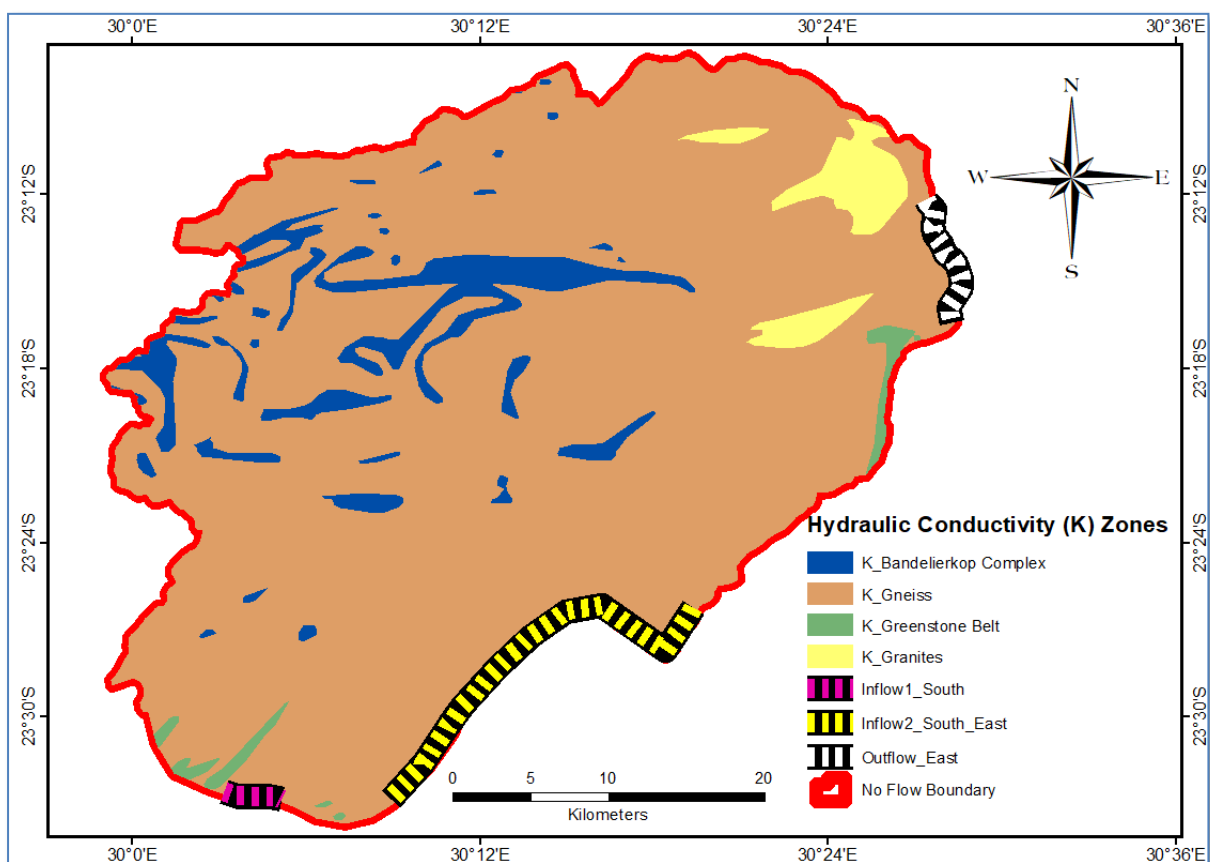 30°0'E 30°12'E 30°24'E 30°36'E
N
W E
S
23°12'S 23°12'S
23°18'S 23°18'S
23°24'S 23°24'S
23°30'S 23°30'S
Hydraulic Conductivity (K) Zones
K_Bandelierkop Complex
K_Gneiss
K_Greenstone Belt
K_Granites
Inflow1_South
Inflow2_South_East
Outflow_East
No Flow Boundary
0 5 10 20
Kilometers
30°0'E 30°12'E 30°24'E 30°36'E